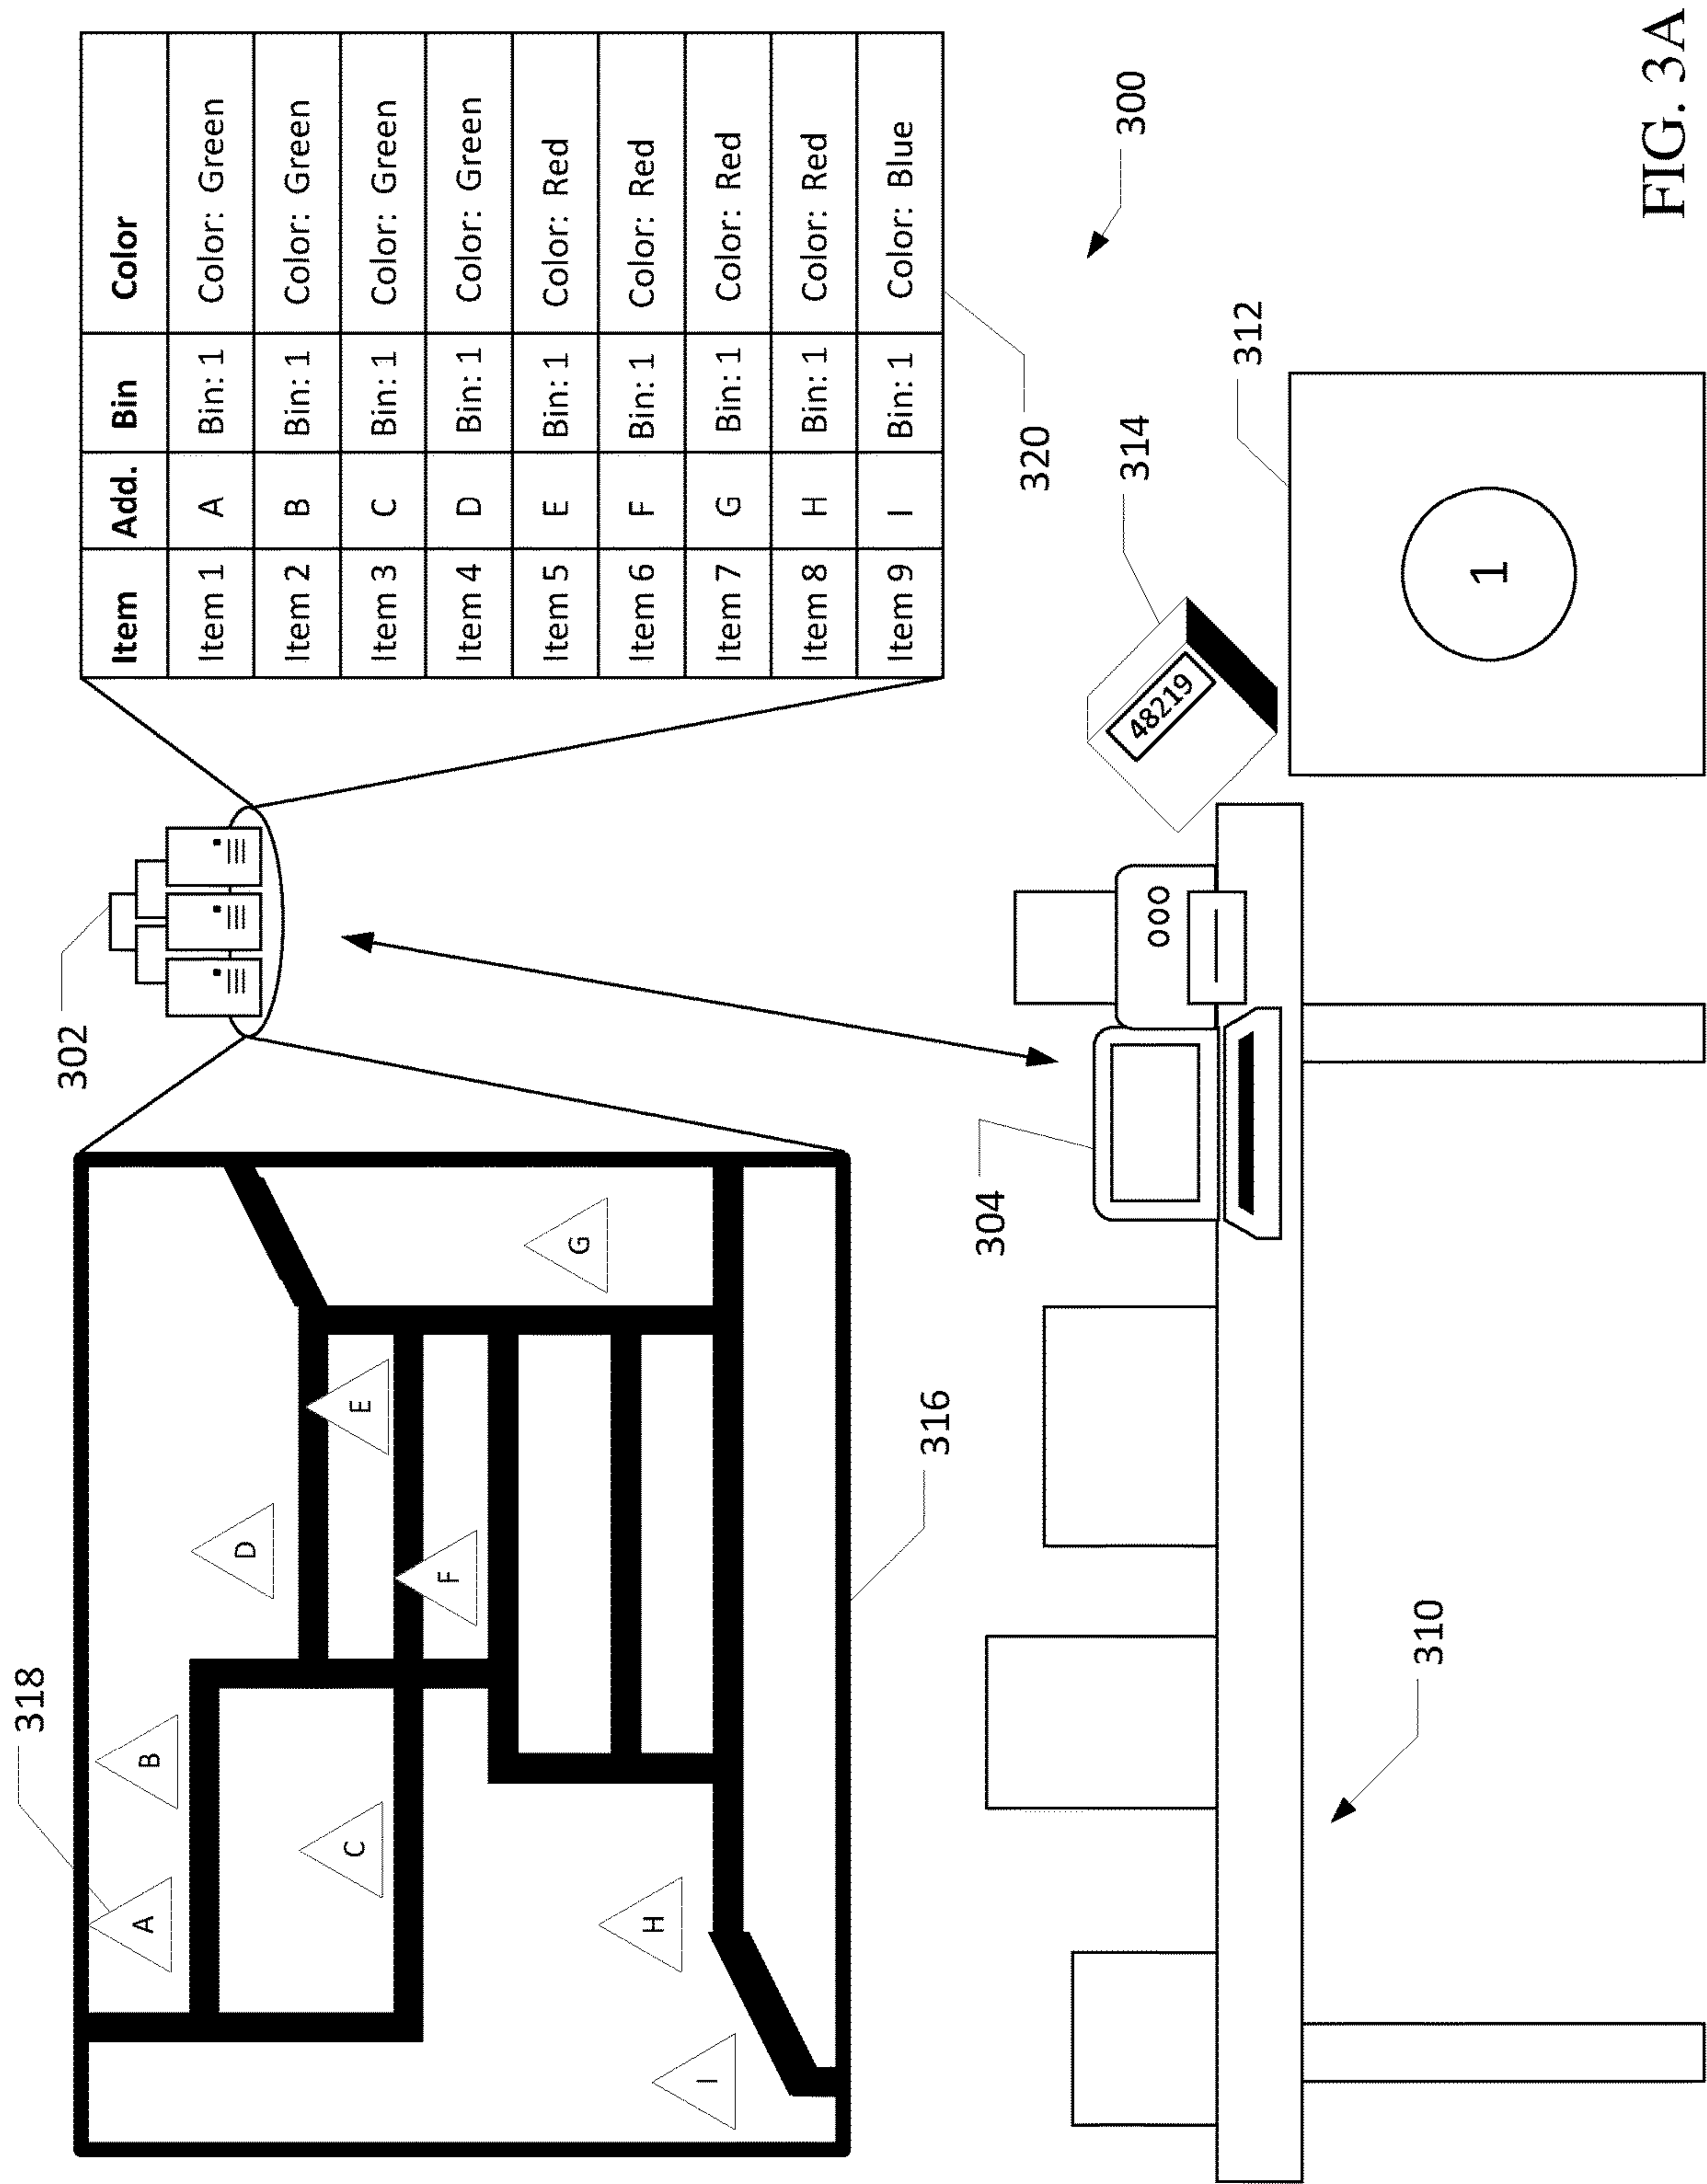 318
A
B
C
D
E
F
G
H
I
316
302
Item Add. Bin Color
Item 1 A Bin: 1 Color: Green
Item 2 B Bin: 1 Color: Green
Item 3 C Bin: 1 Color: Green
Item 4 D Bin: 1 Color: Green
Item 5 E Bin: 1 Color: Red
Item 6 F Bin: 1 Color: Red
Item 7 G Bin: 1 Color: Red
Item 8 H Bin: 1 Color: Red
Item 9 I Bin: 1 Color: Blue
320
300
304
310
314
48219
312
1
FIG. 3A